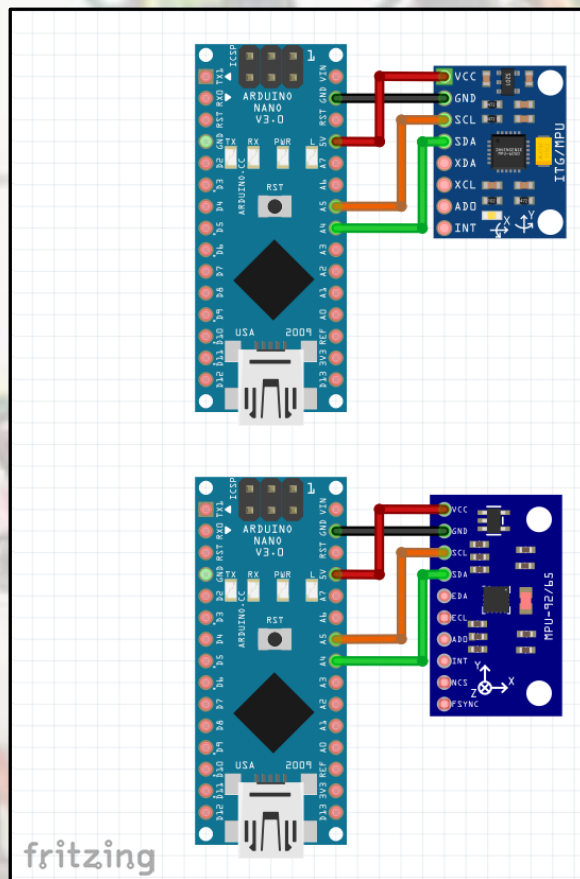 ICSP
1
TX1
RX0
RST
GND
D2
D3
D4
D5
D6
D7
D8
D9
D10
D11
D12
ARDUINO
NANO
V3.0
TX
RX
PWR
L
ARDUINO.CC
RST
USA
2009
VIN
GND
RST
5V
A7
A6
A5
A4
A3
A2
A1
A0
REF
3V3
D13
VCC
GND
SCL
SDA
XDA
XCL
ADO
INT
X
Y
ITG/MPU
ICSP
1
TX1
RX0
RST
GND
D2
D3
D4
D5
D6
D7
D8
D9
D10
D11
D12
ARDUINO
NANO
V3.0
TX
RX
PWR
L
ARDUINO.CC
RST
USA
2009
VIN
GND
RST
5V
A7
A6
A5
A4
A3
A2
A1
A0
REF
3V3
D13
VCC
GND
SCL
SDA
EDA
ECL
ADO
INT
NCS
FSYNC
Y
Z
X
MPU-92/65
fritzing